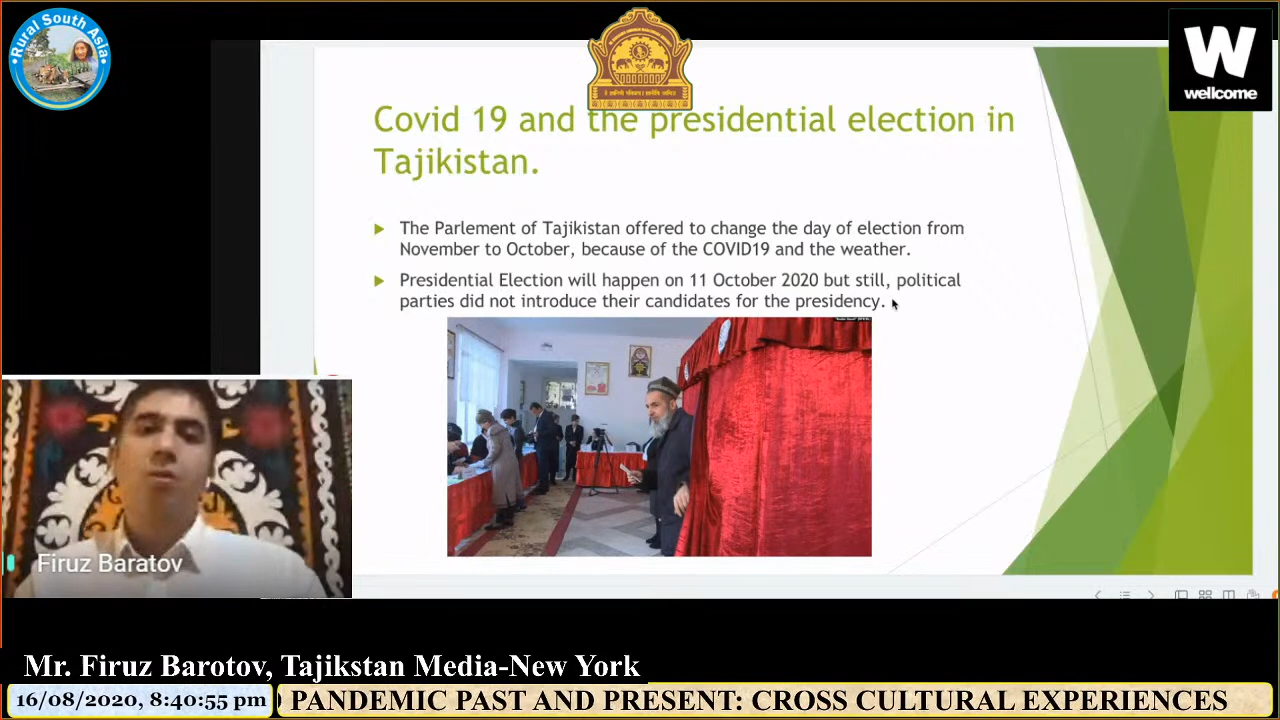 Rural South Asia
W
wellcome
Covid 19 and the presidential election in
Tajikistan.
The Parlement of Tajikistan offered to change the day of election from
November to October, because of the COVID19 and the weather.
Presidential Election will happen on 11 October 2020 but still, political
parties did not introduce their candidates for the presidency.
Firuz Baratov
Mr. Firuz Barotov, Tajikstan Media-New York
16/08/2020, 8:40:55 pm
PANDEMIC PAST AND PRESENT: CROSS CULTURAL EXPERIENCES